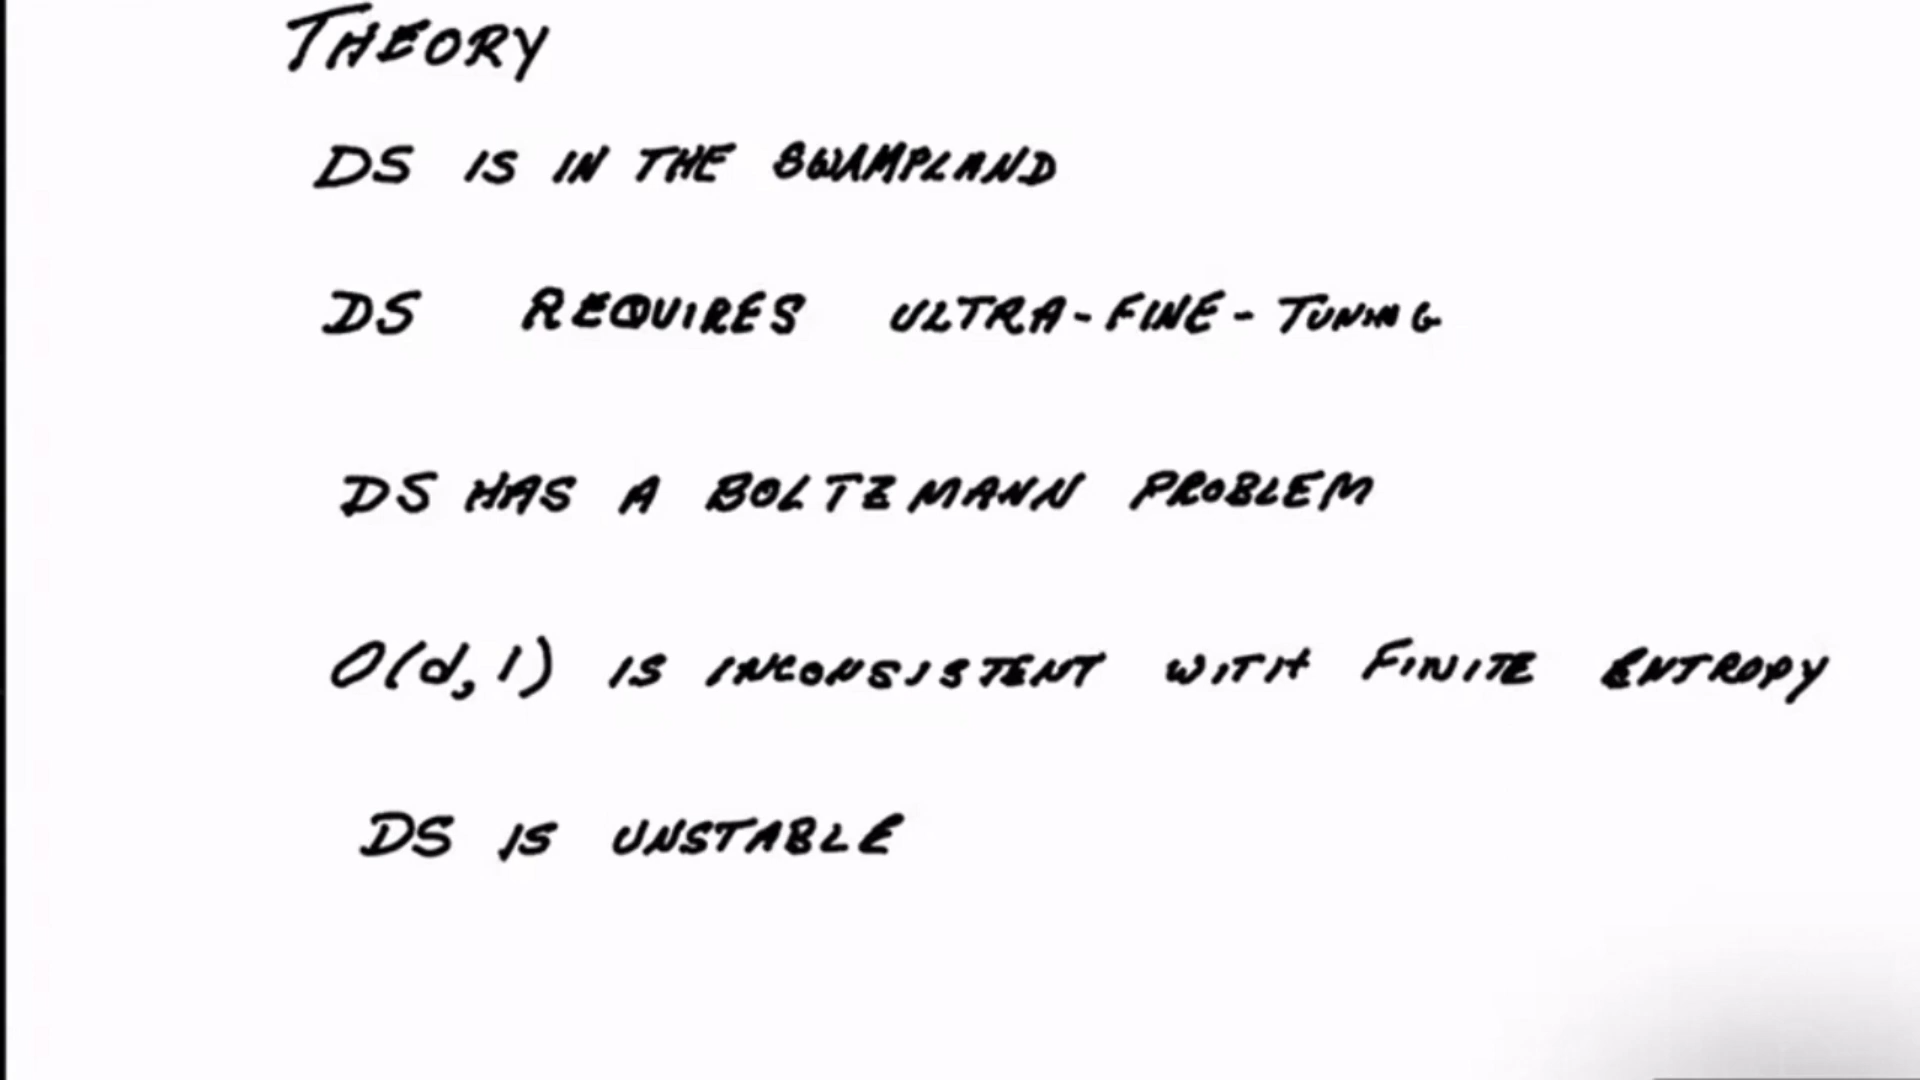 THEORY
DS IS IN THE SWAMPLAND
DS REQUIRES ULTRA-FINE-TUNING
DS HAS A BOLTZMANN PROBLEM
O(d,1) IS INCONSISTENT WITH FINITE ENTROPY
DS IS UNSTABLE